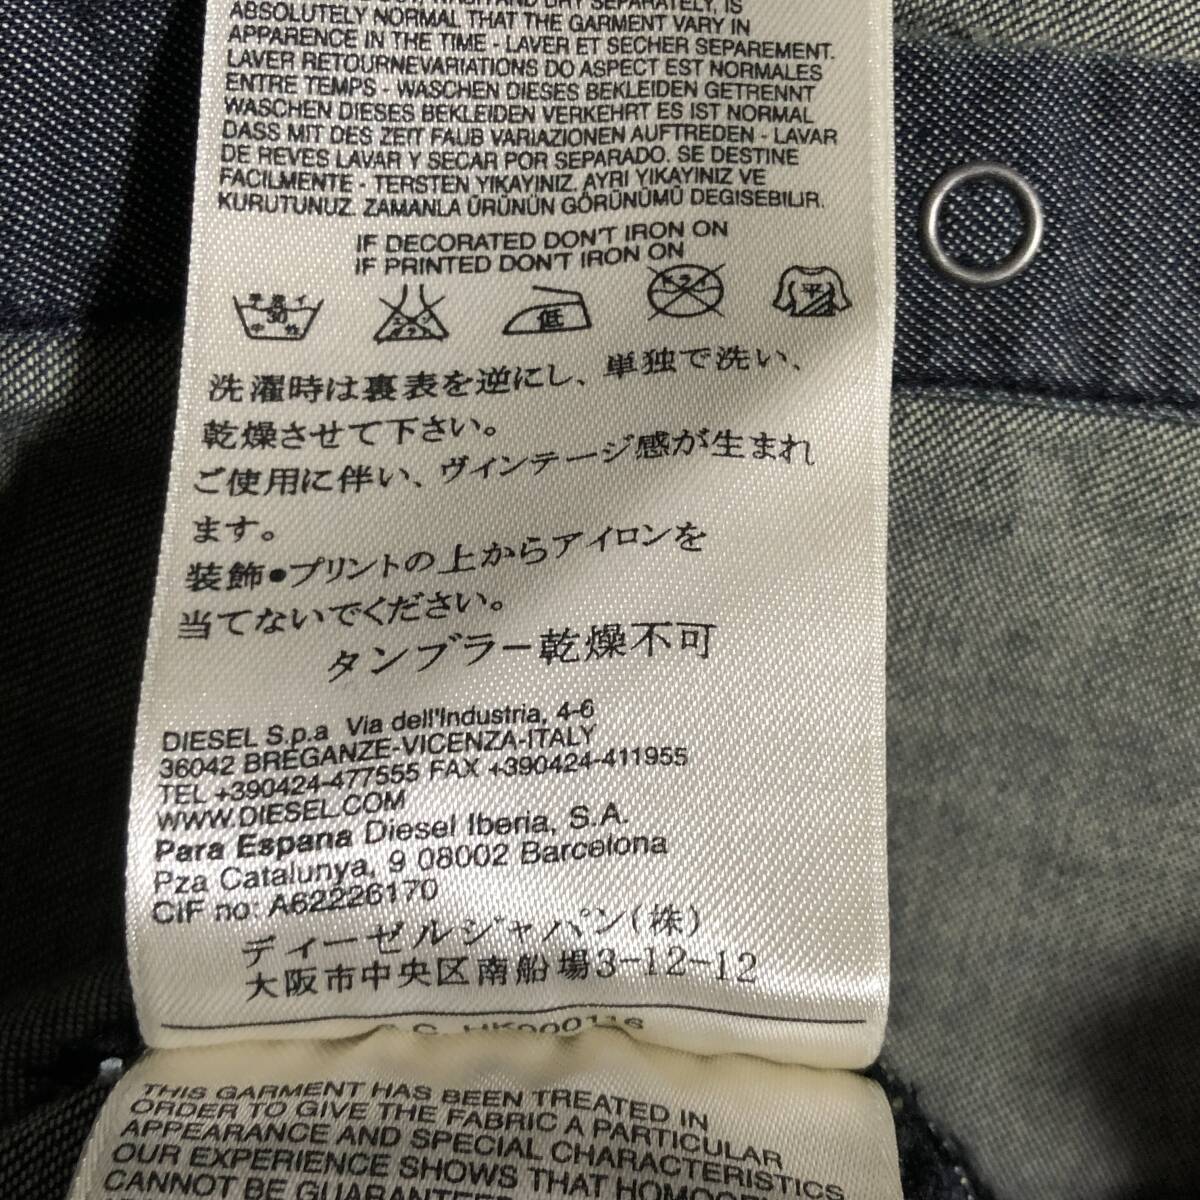 AND DRY SEPARATELY, IS
ABSOLUTELY NORMAL THAT THE GARMENT VARY IN
APPARENCE IN THE TIME - LAVER ET SECHER SEPAREMENT.
LAVER RETOURNEVARIATIONS DO ASPECT EST NORMALES
ENTRE TEMPS - WASCHEN DIESES BEKLEIDEN GETRENNT
WASCHEN DIESES BEKLEIDEN VERKEHRT ES IST NORMAL
DASS MIT DES ZEIT FAUB VARIAZIONEN AUFTREDEN - LAVAR
DE REVES LAVAR Y SECAR POR SEPARADO. SE DESTINE
FACILMENTE - TERSTEN YIKAYINIZ. AYRI YIKAYINIZ VE
KURUTUNUZ. ZAMANLA ÜRÜNÜN GÖRÜNÜMÜ DEGISEBILIR.
IF DECORATED DON'T IRON ON
IF PRINTED DON'T IRON ON
低 平
洗濯時は裏表を逆にし、単独で洗い、
乾燥させて下さい。
ご使用に伴い、ヴィンテージ感が生まれ
ます。
装飾●プリントの上からアイロンを
当てないでください。
タンブラー乾燥不可
DIESEL S.p.a Via dell'Industria, 4-6
36042 BREGANZE-VICENZA-ITALY
TEL +390424-477555 FAX +390424-411955
WWW.DIESEL.COM
Para Espana Diesel Iberia, S.A.
Pza Catalunya, 9 08002 Barcelona
CIF no: A62226170
ディーゼルジャパン(株)
大阪市中央区南船場3-12-12
HK000116
THIS GARMENT HAS BEEN TREATED IN
ORDER TO GIVE THE FABRIC A PARTICULAR
APPEARANCE AND SPECIAL CHARACTERISTICS
OUR EXPERIENCE SHOWS THAT
CANNOT BE